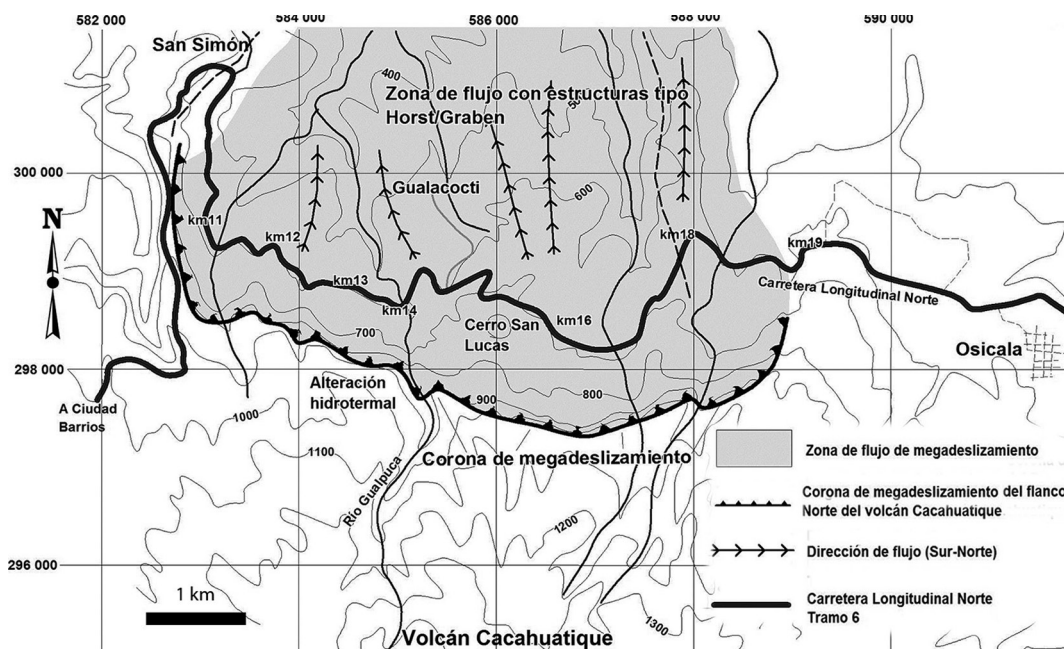 582 000
584 000
586 000
588 000
590 000
San Simón
400
Zona de flujo con estructuras tipo
Horst/Graben
300 000
Gualacocti
600
N
km11
km12
km18
km19
km13
Carretera Longitudinal Norte
km14
Cerro San
Lucas
km16
700
Osicala
298 000
Alteración
hidrotermal
900
800
A Ciudad
Barrios
1000
1100
Corona de megadeslizamiento
Río Gualpuca
1200
296 000
1 km
1300
Volcán Cacahuatique
Zona de flujo de megadeslizamiento
Corona de megadeslizamiento del flanco
Norte del volcán Cacahuatique
Dirección de flujo (Sur-Norte)
Carretera Longitudinal Norte
Tramo 6